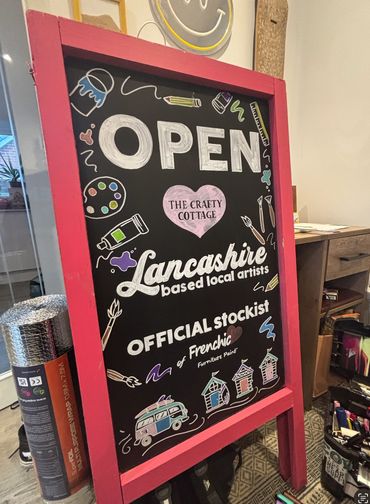 OPEN
THE CRAFTY
COTTAGE
Lancashire
based local artists
OFFICIAL STOCKIST
of Frenchic
Furniture Paint